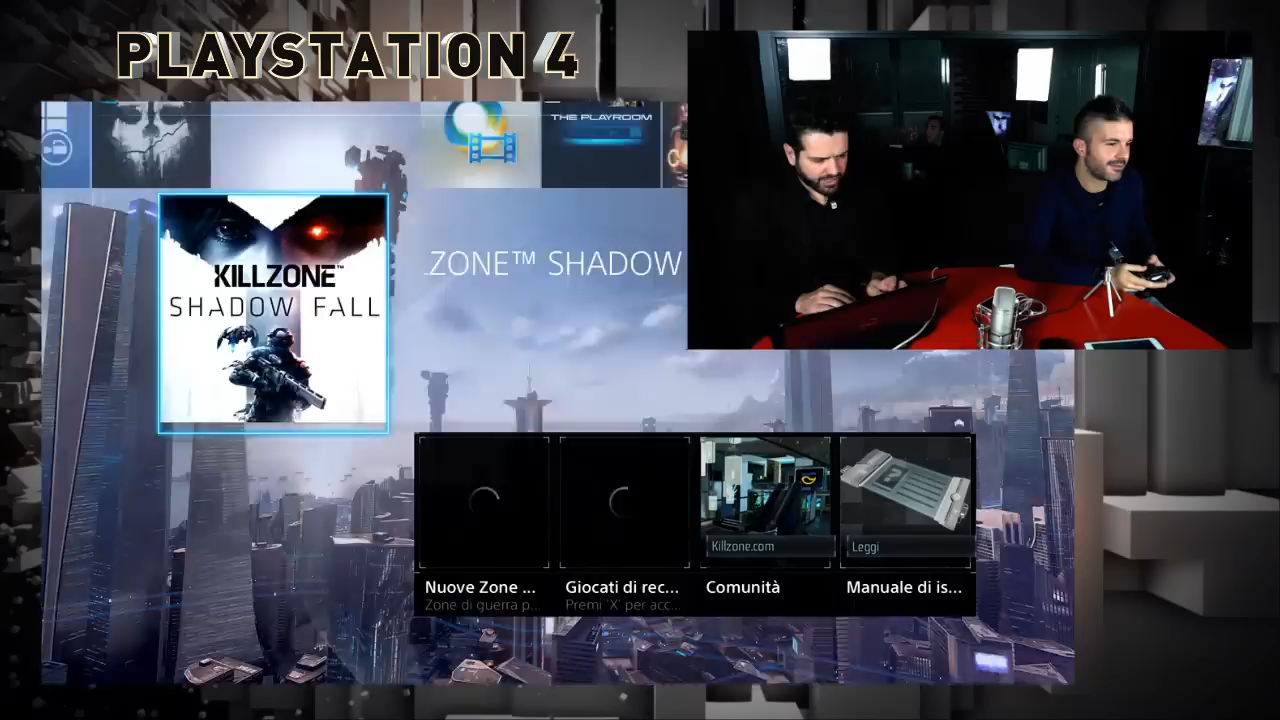 PLAYSTATION 4
THE PLAYROOM
KILLZONE™
SHADOW FALL
ZONE™ SHADOW
Killzone.com
Leggi
Nuove Zone ...
Giocati di rec...
Comunità
Manuale di is...
Zone di guerra p...
Premi 'X' per acc...